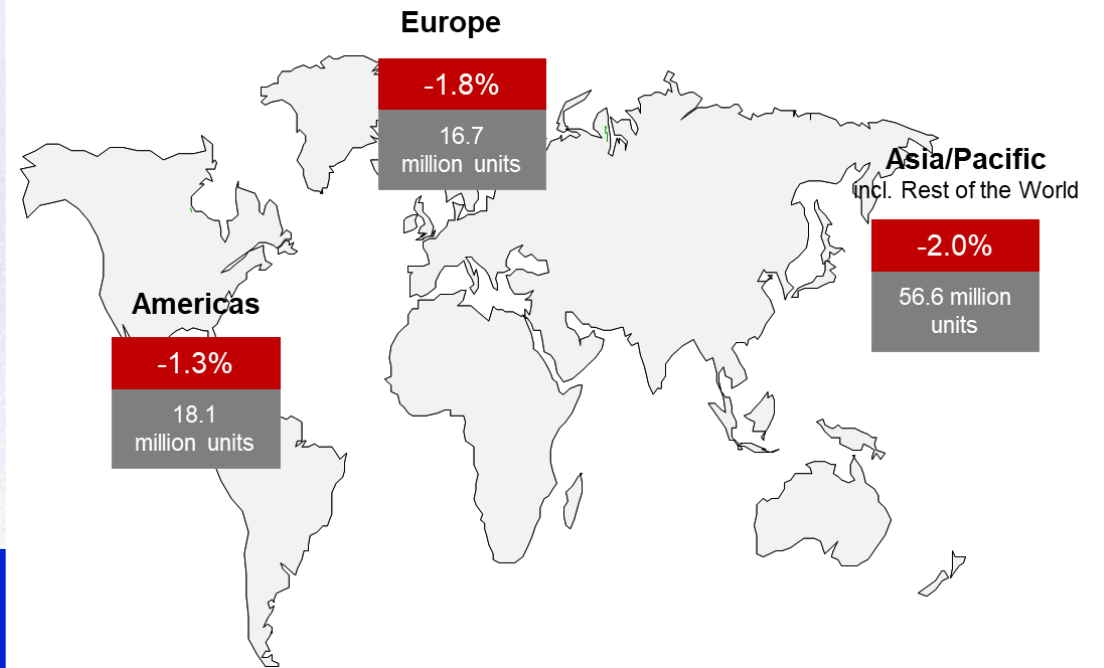 Europe
-1.8%
16.7
million units
Asia/Pacific
incl. Rest of the World
-2.0%
56.6 million
units
Americas
-1.3%
18.1
million units